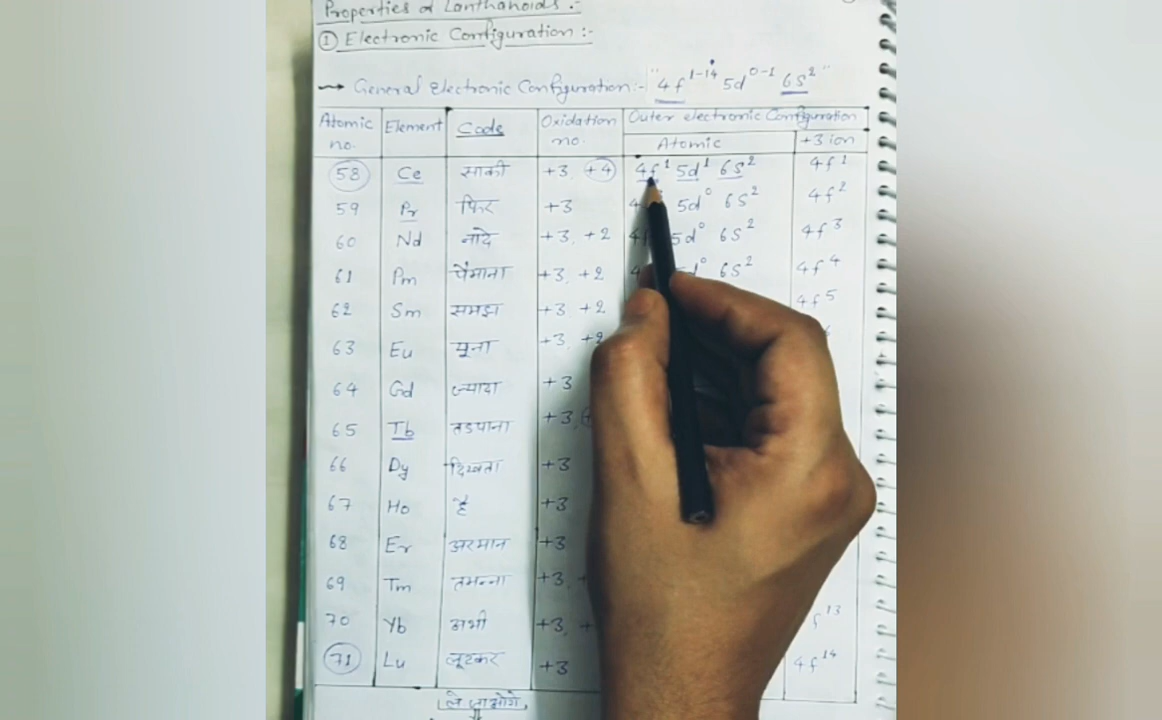 Properties of Lanthanoids :-
① Electronic Configuration :-
→ General Electronic Configuration:- "4f¹⁻¹⁴ 5d⁰⁻¹ 6s²"
Atomic no. Element Code Oxidation no. Outer electronic Configuration
Atomic +3 ion
58 Ce साकी +3 +4 4f¹ 5d¹ 6s² 4f¹
59 Pr फिर +3 5d⁰ 6s² 4f²
60 Nd नादे +3, +2 5d⁰ 6s² 4f³
61 Pm पैमाना +3, +2 6s² 4f⁴
62 Sm समझ +3 +2 4f⁵
63 Eu यूना +3, +2
64 Gd ज्यादा +3
65 Tb तडपाना +3,
66 Dy दिखता +3
67 Ho है +3
68 Er अरमान +3
69 Tm तमन्ना +3,
70 Yb अभी +3, f¹³
71 Lu लूटकर +3 4f¹⁴
ले जाओगे,